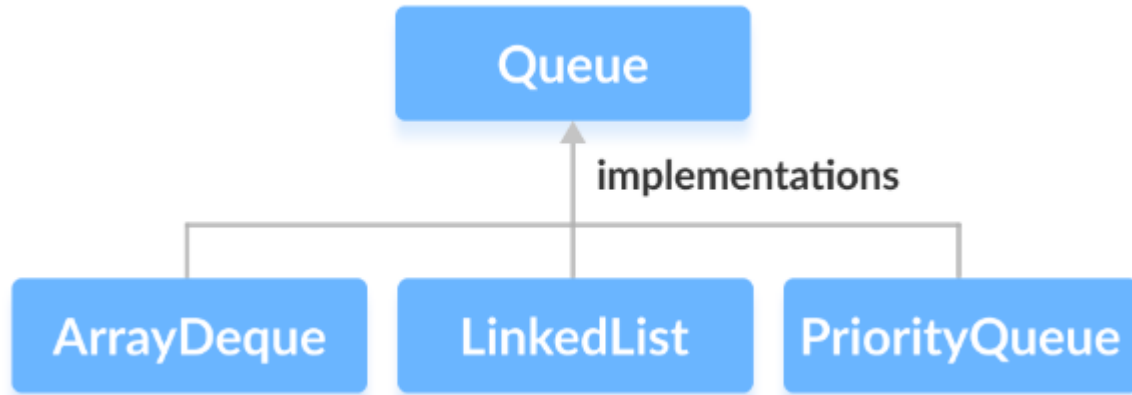 Queue
implementations
ArrayDeque
LinkedList
PriorityQueue